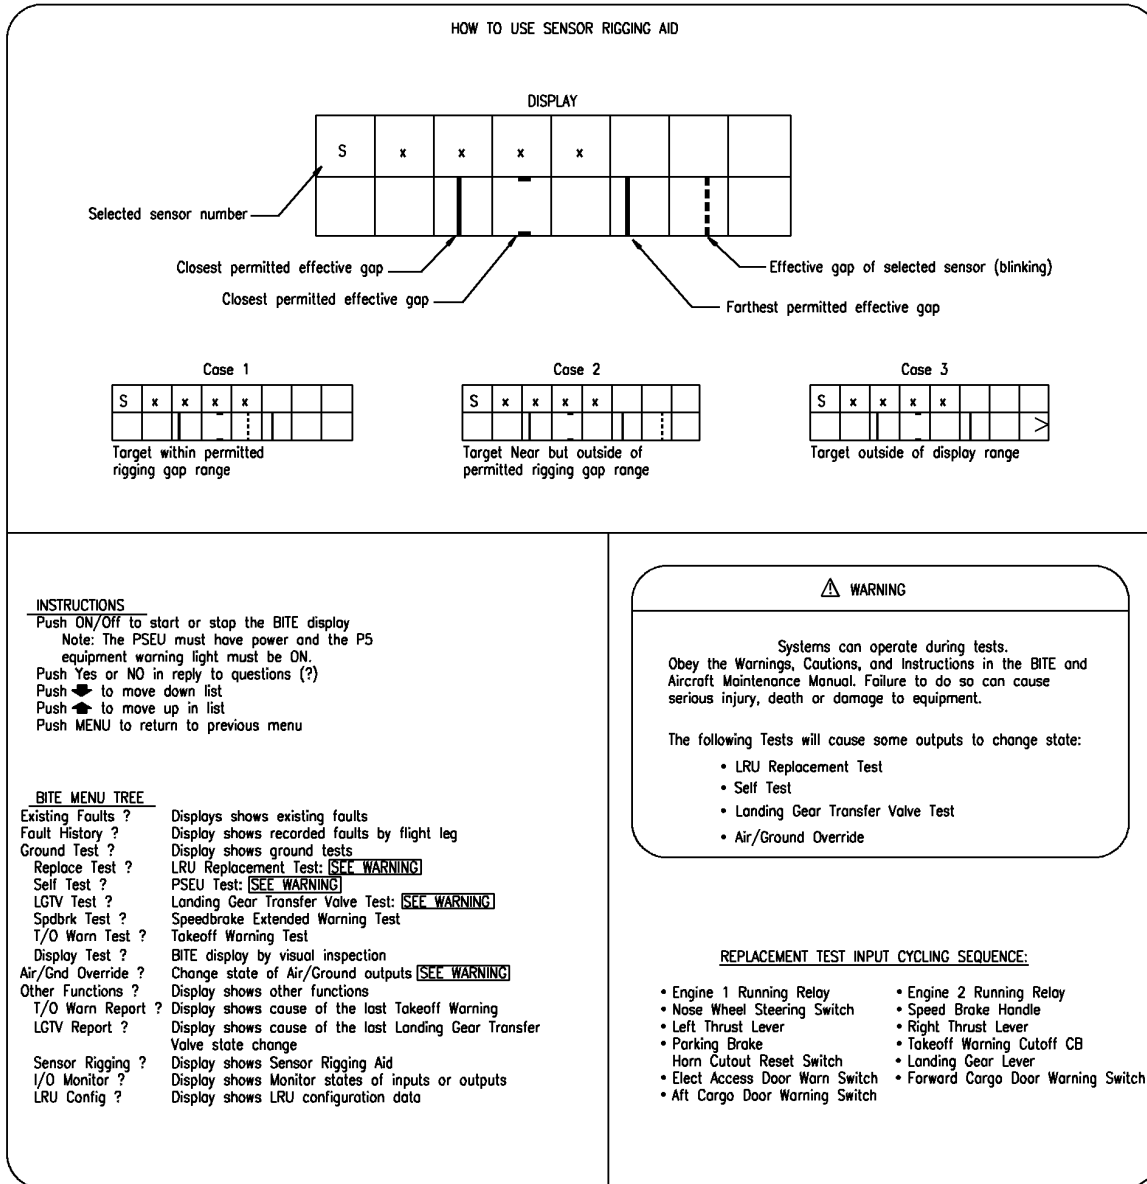 HOW TO USE SENSOR RIGGING AID
DISPLAY
S x x x x
Selected sensor number
Closest permitted effective gap
Closest permitted effective gap
Effective gap of selected sensor (blinking)
Farthest permitted effective gap
Case 1
S x x x x
Target within permitted
rigging gap range
Case 2
S x x x x
Target Near but outside of
permitted rigging gap range
Case 3
S x x x x
>
Target outside of display range
INSTRUCTIONS
Push ON/Off to start or stop the BITE display
Note: The PSEU must have power and the P5
equipment warning light must be ON.
Push Yes or NO in reply to questions (?)
Push 🡇 to move down list
Push 🡅 to move up in list
Push MENU to return to previous menu
BITE MENU TREE
Existing Faults ? Displays shows existing faults
Fault History ? Display shows recorded faults by flight leg
Ground Test ? Display shows ground tests
Replace Test ? LRU Replacement Test: SEE WARNING
Self Test ? PSEU Test: SEE WARNING
LGTV Test ? Landing Gear Transfer Valve Test: SEE WARNING
Spdbrk Test ? Speedbrake Extended Warning Test
T/O Warn Test ? Takeoff Warning Test
Display Test ? BITE display by visual inspection
Air/Gnd Override ? Change state of Air/Ground outputs SEE WARNING
Other Functions ? Display shows other functions
T/O Warn Report ? Display shows cause of the last Takeoff Warning
LGTV Report ? Display shows cause of the last Landing Gear Transfer
Valve state change
Sensor Rigging ? Display shows Sensor Rigging Aid
I/O Monitor ? Display shows Monitor states of inputs or outputs
LRU Config ? Display shows LRU configuration data
⚠ WARNING
Systems can operate during tests.
Obey the Warnings, Cautions, and Instructions in the BITE and
Aircraft Maintenance Manual. Failure to do so can cause
serious injury, death or damage to equipment.
The following Tests will cause some outputs to change state:
• LRU Replacement Test
• Self Test
• Landing Gear Transfer Valve Test
• Air/Ground Override
REPLACEMENT TEST INPUT CYCLING SEQUENCE:
• Engine 1 Running Relay
• Nose Wheel Steering Switch
• Left Thrust Lever
• Parking Brake
Horn Cutout Reset Switch
• Elect Access Door Warn Switch
• Aft Cargo Door Warning Switch
• Engine 2 Running Relay
• Speed Brake Handle
• Right Thrust Lever
• Takeoff Warning Cutoff CB
• Landing Gear Lever
• Forward Cargo Door Warning Switch